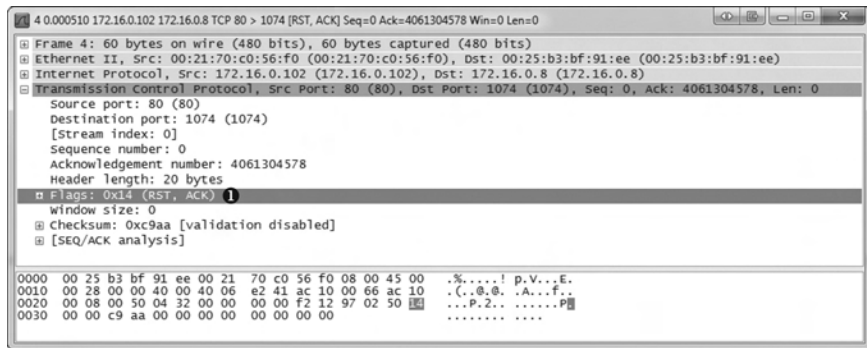 4 0.000510 172.16.0.102 172.16.0.8 TCP 80 > 1074 [RST, ACK] Seq=0 Ack=4061304578 Win=0 Len=0
Frame 4: 60 bytes on wire (480 bits), 60 bytes captured (480 bits)
Ethernet II, Src: 00:21:70:c0:56:f0 (00:21:70:c0:56:f0), Dst: 00:25:b3:bf:91:ee (00:25:b3:bf:91:ee)
Internet Protocol, Src: 172.16.0.102 (172.16.0.102), Dst: 172.16.0.8 (172.16.0.8)
Transmission Control Protocol, Src Port: 80 (80), Dst Port: 1074 (1074), Seq: 0, Ack: 4061304578, Len: 0
Source port: 80 (80)
Destination port: 1074 (1074)
[Stream index: 0]
Sequence number: 0
Acknowledgement number: 4061304578
Header length: 20 bytes
Flags: 0x14 (RST, ACK) 1
Window size: 0
Checksum: 0xc9aa [validation disabled]
[SEQ/ACK analysis]
0000 00 25 b3 bf 91 ee 00 21 70 c0 56 f0 08 00 45 00 .%.....! p.V...E.
0010 00 28 00 00 40 00 40 06 e2 41 ac 10 00 66 ac 10 .(..@.@. .A...f..
0020 00 08 00 50 04 32 00 00 00 00 f2 12 97 02 50 14 ...P.2.. ......P.
0030 00 00 c9 aa 00 00 00 00 00 00 00 00 ........ ....